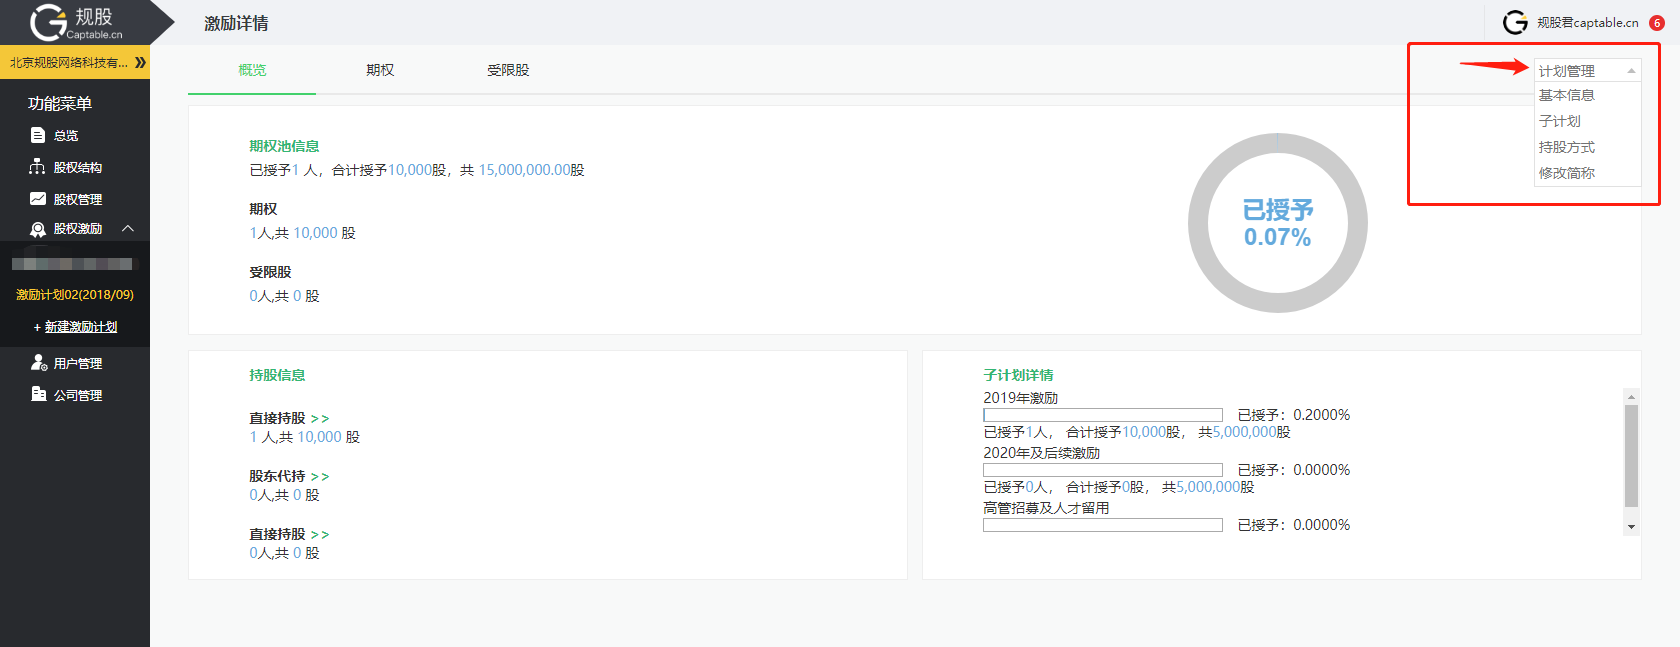 规股
Captable.cn
激励详情
规股君captable.cn
6
北京规股网络科技有...
功能菜单
总览
股权结构
股权管理
股权激励
激励计划02(2018/09)
+ 新建激励计划
用户管理
公司管理
概览
期权
受限股
计划管理
基本信息
子计划
持股方式
修改简称
期权池信息
已授予1 人，合计授予10,000股，共 15,000,000.00股
期权
1人,共 10,000 股
受限股
0人,共 0 股
已授予
0.07%
持股信息
直接持股 >>
1 人,共 10,000 股
股东代持 >>
0人,共 0 股
直接持股 >>
0人,共 0 股
子计划详情
2019年激励
已授予：0.2000%
已授予1人， 合计授予10,000股， 共5,000,000股
2020年及后续激励
已授予：0.0000%
已授予0人， 合计授予0股， 共5,000,000股
高管招募及人才留用
已授予：0.0000%